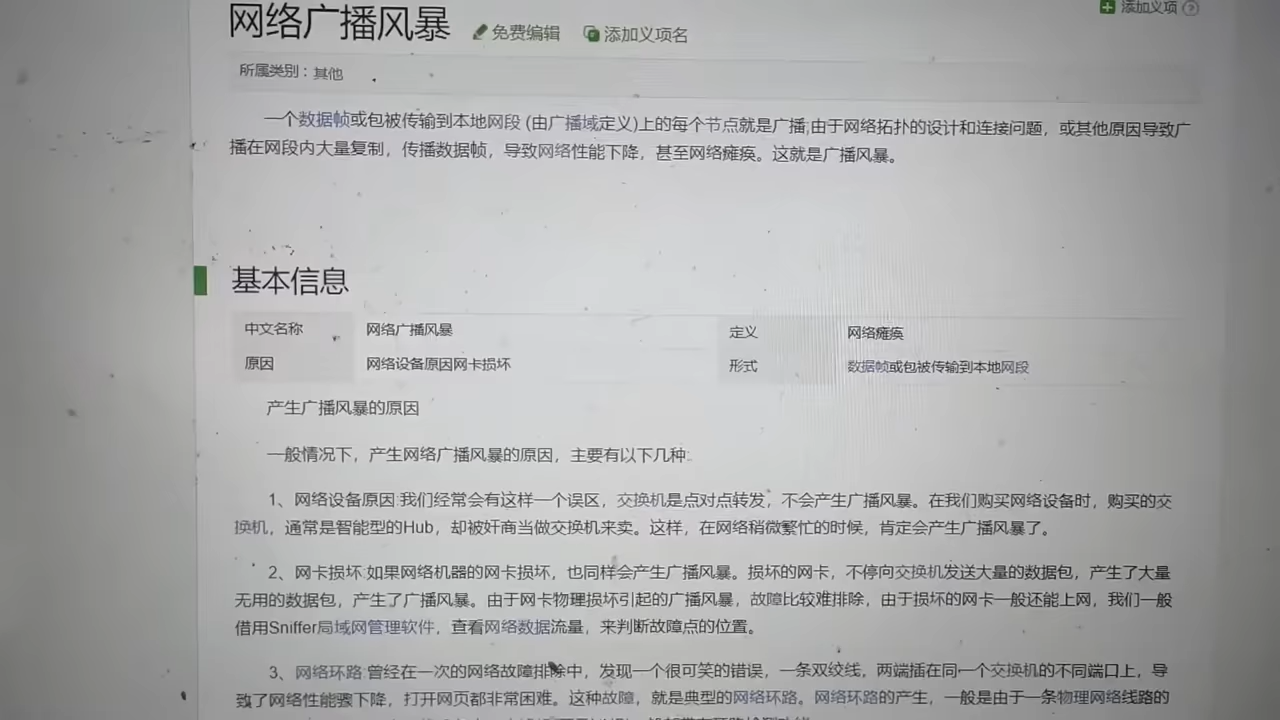 添加义项
网络广播风暴 免费编辑 添加义项名
所属类别：其他
一个数据帧或包被传输到本地网段 (由广播域定义)上的每个节点就是广播;由于网络拓扑的设计和连接问题，或其他原因导致广
播在网段内大量复制，传播数据帧，导致网络性能下降，甚至网络瘫痪。这就是广播风暴。
基本信息
中文名称 网络广播风暴 定义 网络瘫痪
原因 网络设备原因网卡损坏 形式 数据帧或包被传输到本地网段
产生广播风暴的原因
一般情况下，产生网络广播风暴的原因，主要有以下几种:
1、网络设备原因:我们经常会有这样一个误区，交换机是点对点转发，不会产生广播风暴。在我们购买网络设备时，购买的交
换机，通常是智能型的Hub，却被奸商当做交换机来卖。这样，在网络稍微繁忙的时候，肯定会产生广播风暴了。
2、网卡损坏:如果网络机器的网卡损坏，也同样会产生广播风暴。损坏的网卡，不停向交换机发送大量的数据包，产生了大量
无用的数据包，产生了广播风暴。由于网卡物理损坏引起的广播风暴，故障比较难排除，由于损坏的网卡一般还能上网，我们一般
借用Sniffer局域网管理软件，查看网络数据流量，来判断故障点的位置。
3、网络环路:曾经在一次的网络故障排除中，发现一个很可笑的错误，一条双绞线，两端插在同一个交换机的不同端口上，导
致了网络性能骤下降，打开网页都非常困难。这种故障，就是典型的网络环路。网络环路的产生，一般是由于一条物理网络线路的